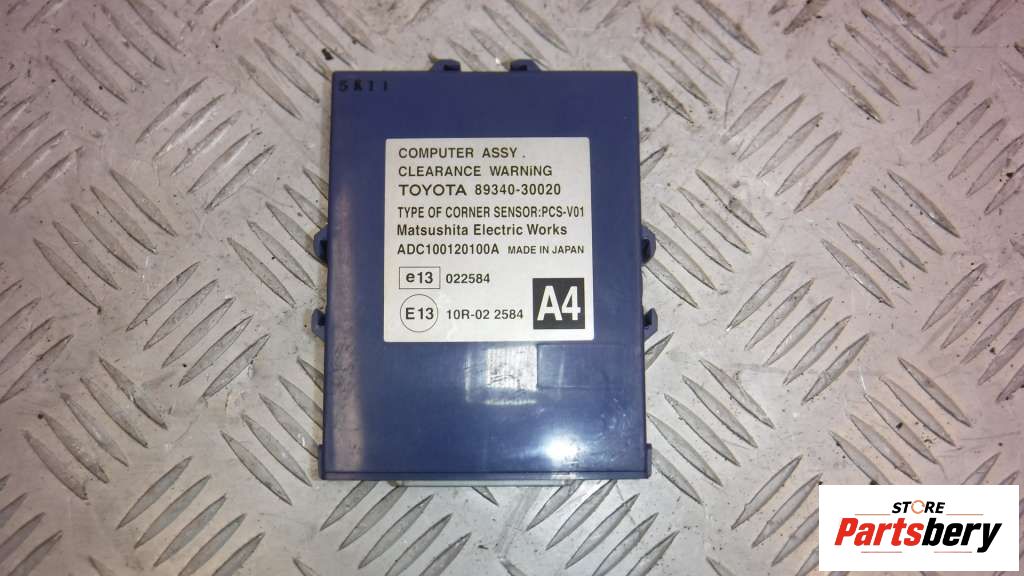 5K11
COMPUTER ASSY.
CLEARANCE WARNING
TOYOTA 89340-30020
TYPE OF CORNER SENSOR:PCS-V01
Matsushita Electric Works
ADC100120100A MADE IN JAPAN
e13 022584
E13 10R-02 2584 A4
STORE
Partsbery